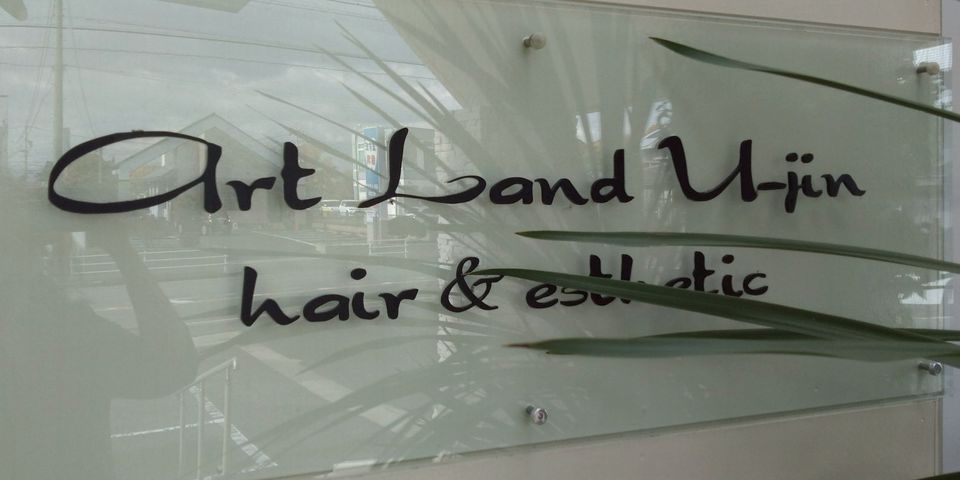 Art Land U-jin
hair & esthetic